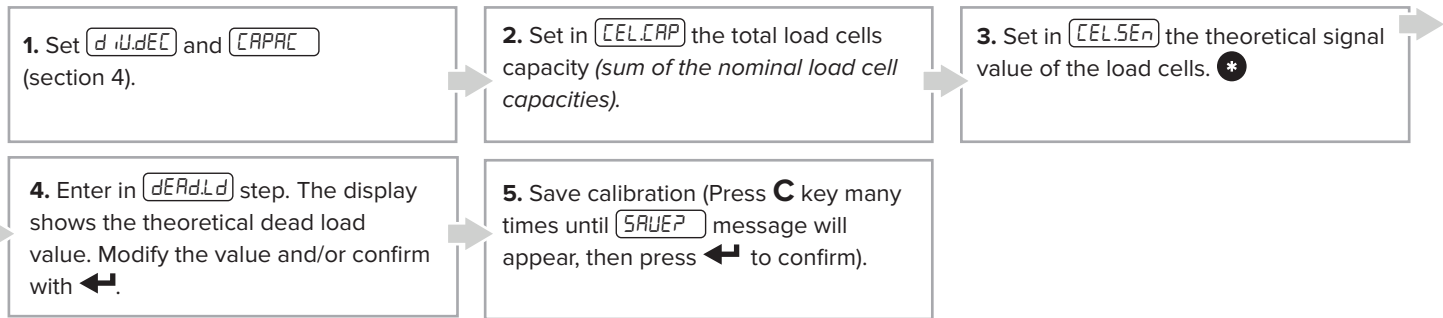 1. Set d iU.dEC and CAPAC
(section 4).
2. Set in CEL.CAP the total load cells
capacity (sum of the nominal load cell
capacities).
3. Set in CEL.SEn the theoretical signal
value of the load cells. *
4. Enter in dEAd.Ld step. The display
shows the theoretical dead load
value. Modify the value and/or confirm
with ↵.
5. Save calibration (Press C key many
times until SAUE? message will
appear, then press ↵ to confirm).